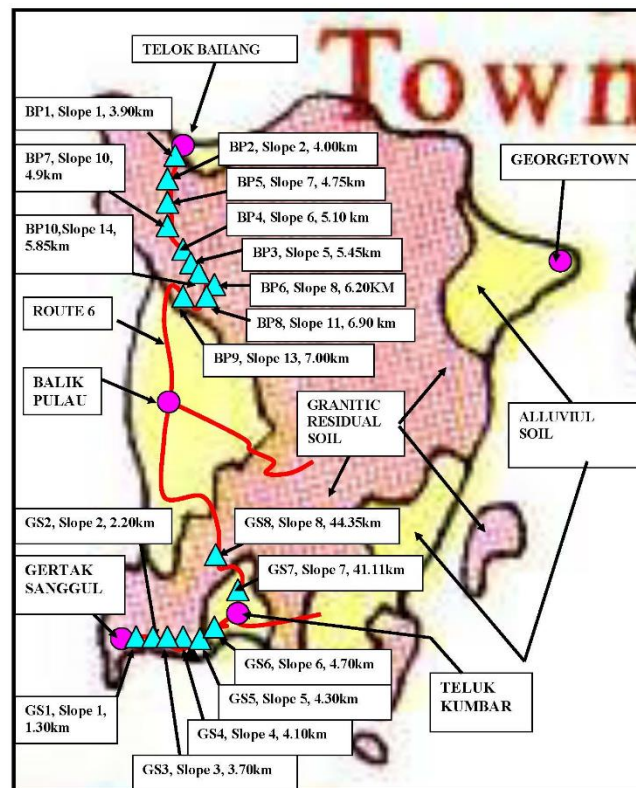 TELOK BAHANG
Town
BP1, Slope 1, 3.90km
BP2, Slope 2, 4.00km
GEORGETOWN
BP7, Slope 10,
4.9km
BP5, Slope 7, 4.75km
BP4, Slope 6, 5.10 km
BP10,Slope 14,
5.85km
BP3, Slope 5, 5.45km
BP6, Slope 8, 6.20KM
ROUTE 6
BP8, Slope 11, 6.90 km
BP9, Slope 13, 7.00km
BALIK
PULAU
GRANITIC
RESIDUAL
SOIL
ALLUVIUL
SOIL
GS2, Slope 2, 2.20km
GS8, Slope 8, 44.35km
GERTAK
SANGGUL
GS7, Slope 7, 41.11km
GS6, Slope 6, 4.70km
TELUK
KUMBAR
GS1, Slope 1,
1.30km
GS5, Slope 5, 4.30km
GS4, Slope 4, 4.10km
GS3, Slope 3, 3.70km